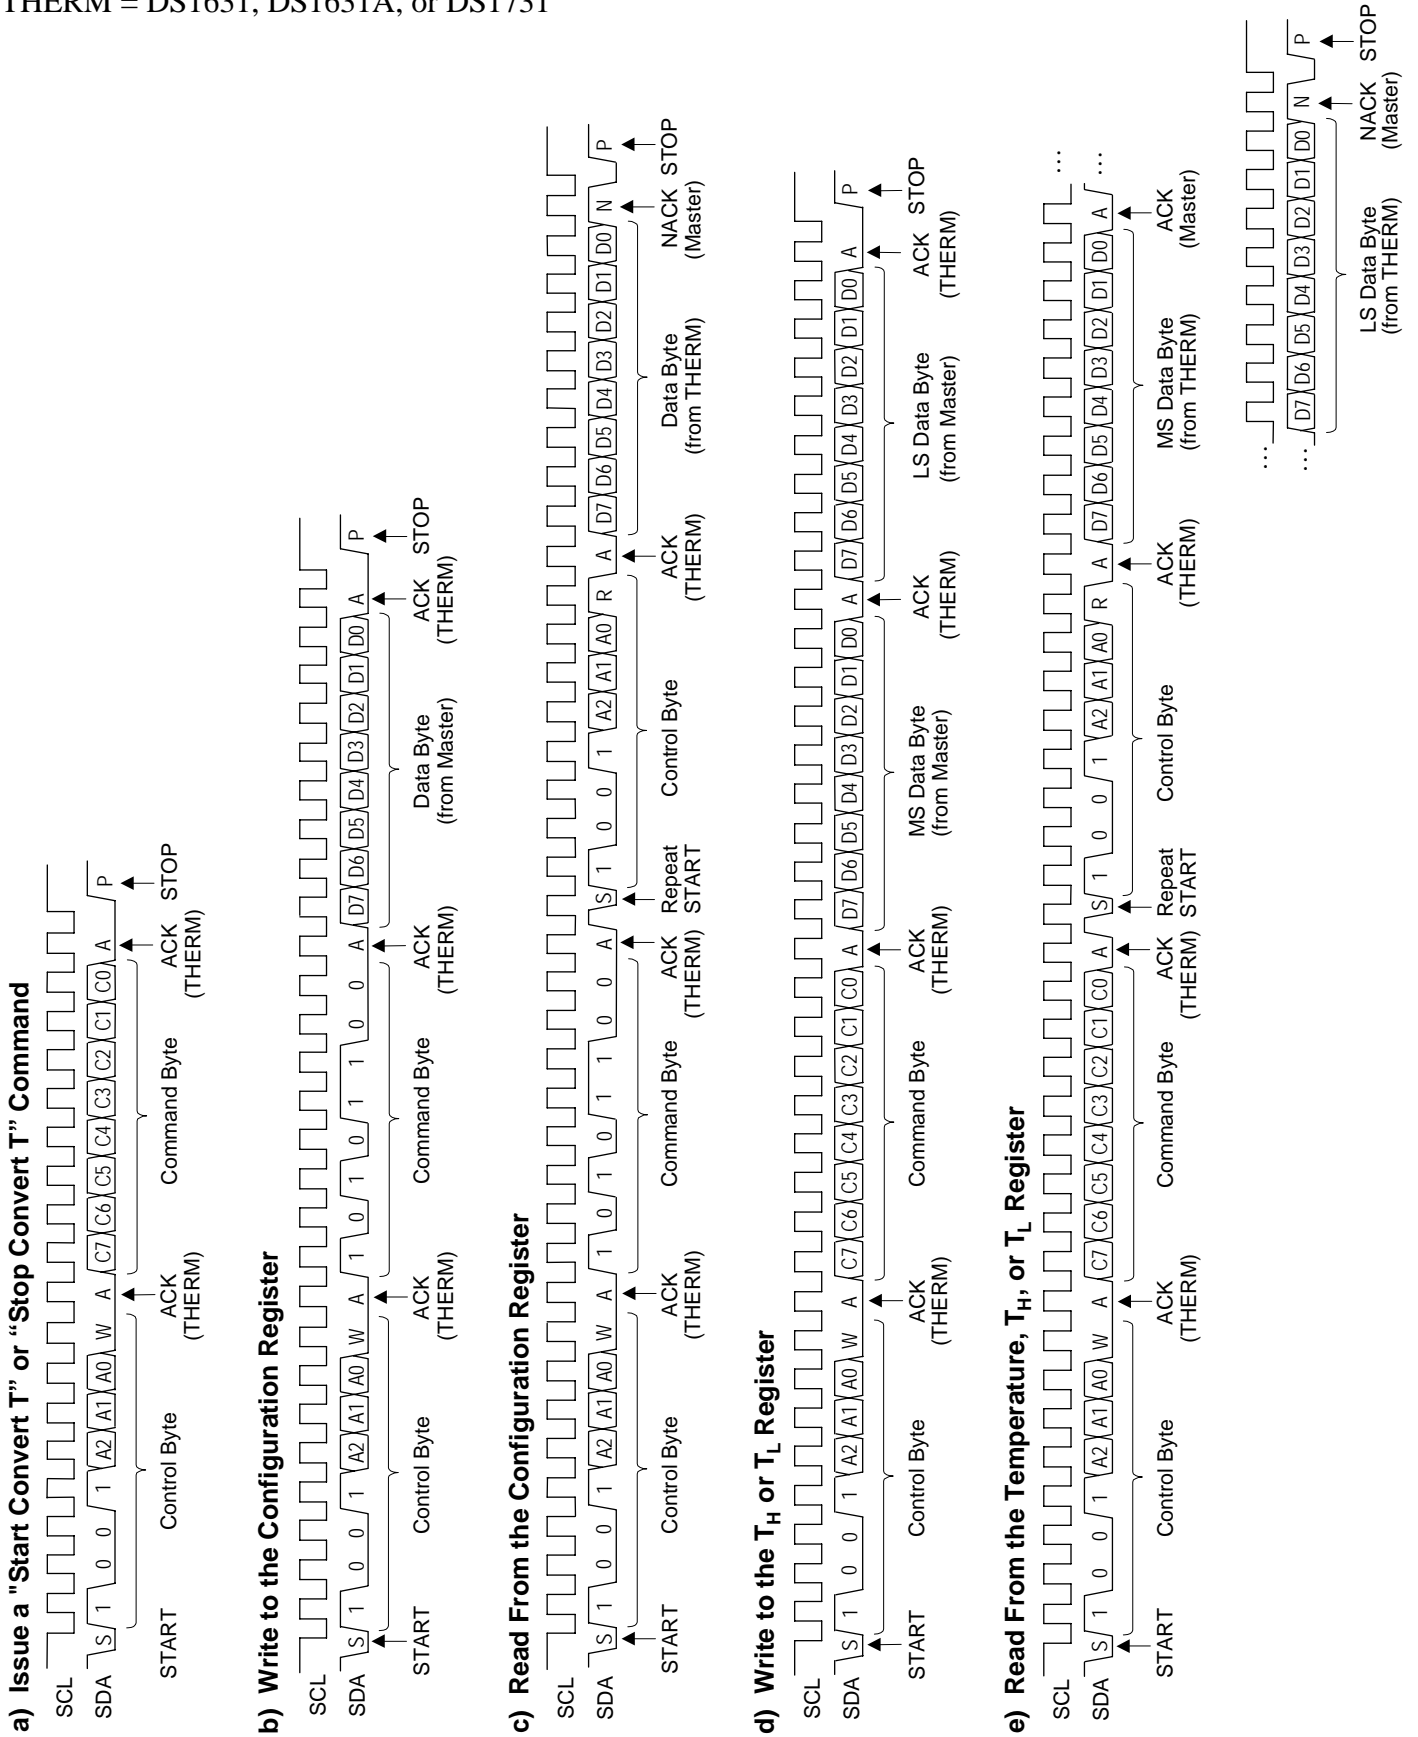 THERM = DS1631, DS1631A, or DS1731
a) Issue a "Start Convert T” or “Stop Convert T” Command
SCL
SDA S 1 0 0 1 A2 A1 A0 W A C7 C6 C5 C4 C3 C2 C1 C0 A P
START Control Byte ACK (THERM) Command Byte ACK (THERM) STOP
b) Write to the Configuration Register
SCL
SDA S 1 0 0 1 A2 A1 A0 W A 1 0 1 0 1 1 0 0 A D7 D6 D5 D4 D3 D2 D1 D0 A P
START Control Byte ACK (THERM) Command Byte ACK (THERM) Data Byte (from Master) ACK (THERM) STOP
c) Read From the Configuration Register
SCL
SDA S 1 0 0 1 A2 A1 A0 W A 1 0 1 0 1 1 0 0 A S 1 0 0 1 A2 A1 A0 R A D7 D6 D5 D4 D3 D2 D1 D0 N P
START Control Byte ACK (THERM) Command Byte ACK (THERM) Repeat START Control Byte ACK (THERM) Data Byte (from THERM) NACK (Master) STOP
d) Write to the TH or TL Register
SCL
SDA S 1 0 0 1 A2 A1 A0 W A C7 C6 C5 C4 C3 C2 C1 C0 A D7 D6 D5 D4 D3 D2 D1 D0 A D7 D6 D5 D4 D3 D2 D1 D0 A P
START Control Byte ACK (THERM) Command Byte ACK (THERM) MS Data Byte (from Master) ACK (THERM) LS Data Byte (from Master) ACK (THERM) STOP
e) Read From the Temperature, TH, or TL Register
SCL ...
SDA S 1 0 0 1 A2 A1 A0 W A C7 C6 C5 C4 C3 C2 C1 C0 A S 1 0 0 1 A2 A1 A0 R A D7 D6 D5 D4 D3 D2 D1 D0 A ...
START Control Byte ACK (THERM) Command Byte ACK (THERM) Repeat START Control Byte ACK (THERM) MS Data Byte (from THERM) ACK (Master)
...
... D7 D6 D5 D4 D3 D2 D1 D0 N P
LS Data Byte (from THERM) NACK (Master) STOP